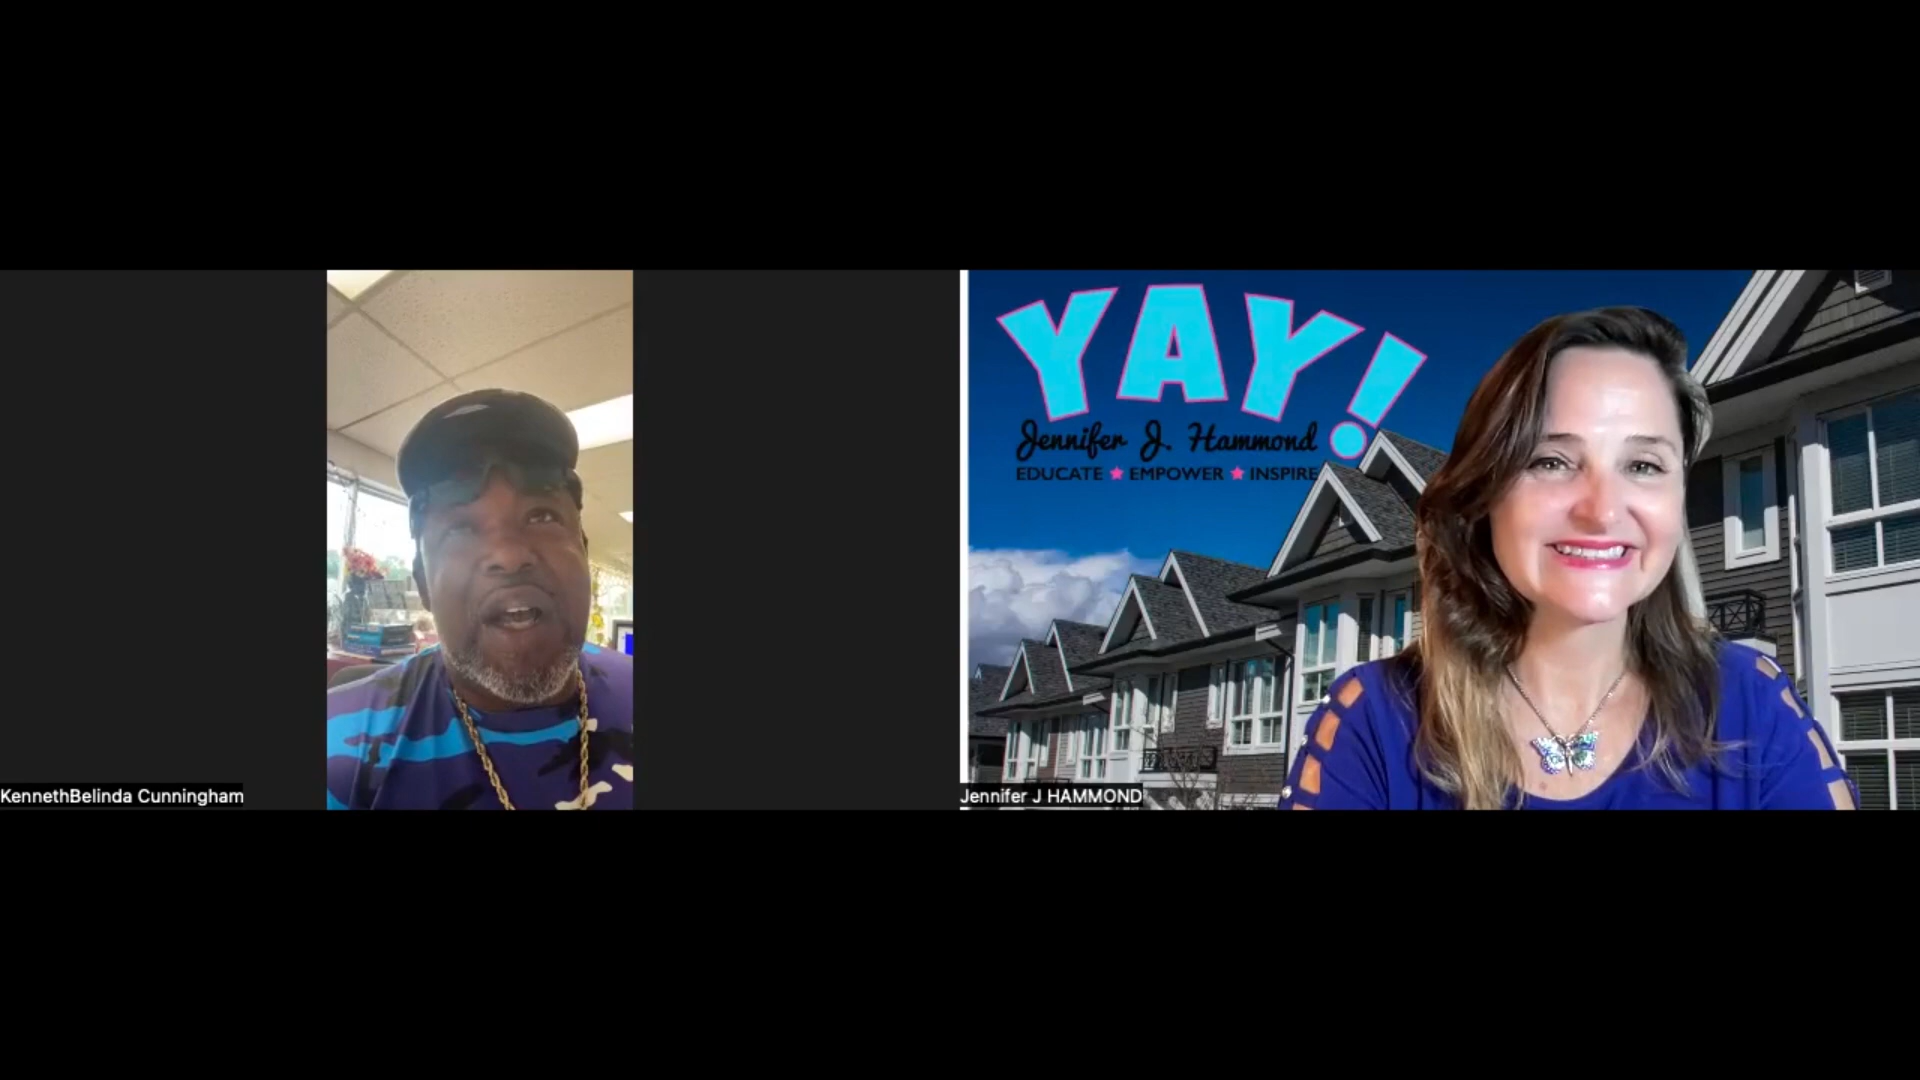 YAY!
Jennifer J. Hammond
EDUCATE ★ EMPOWER ★ INSPIRE
KennethBelinda Cunningham
Jennifer J HAMMOND